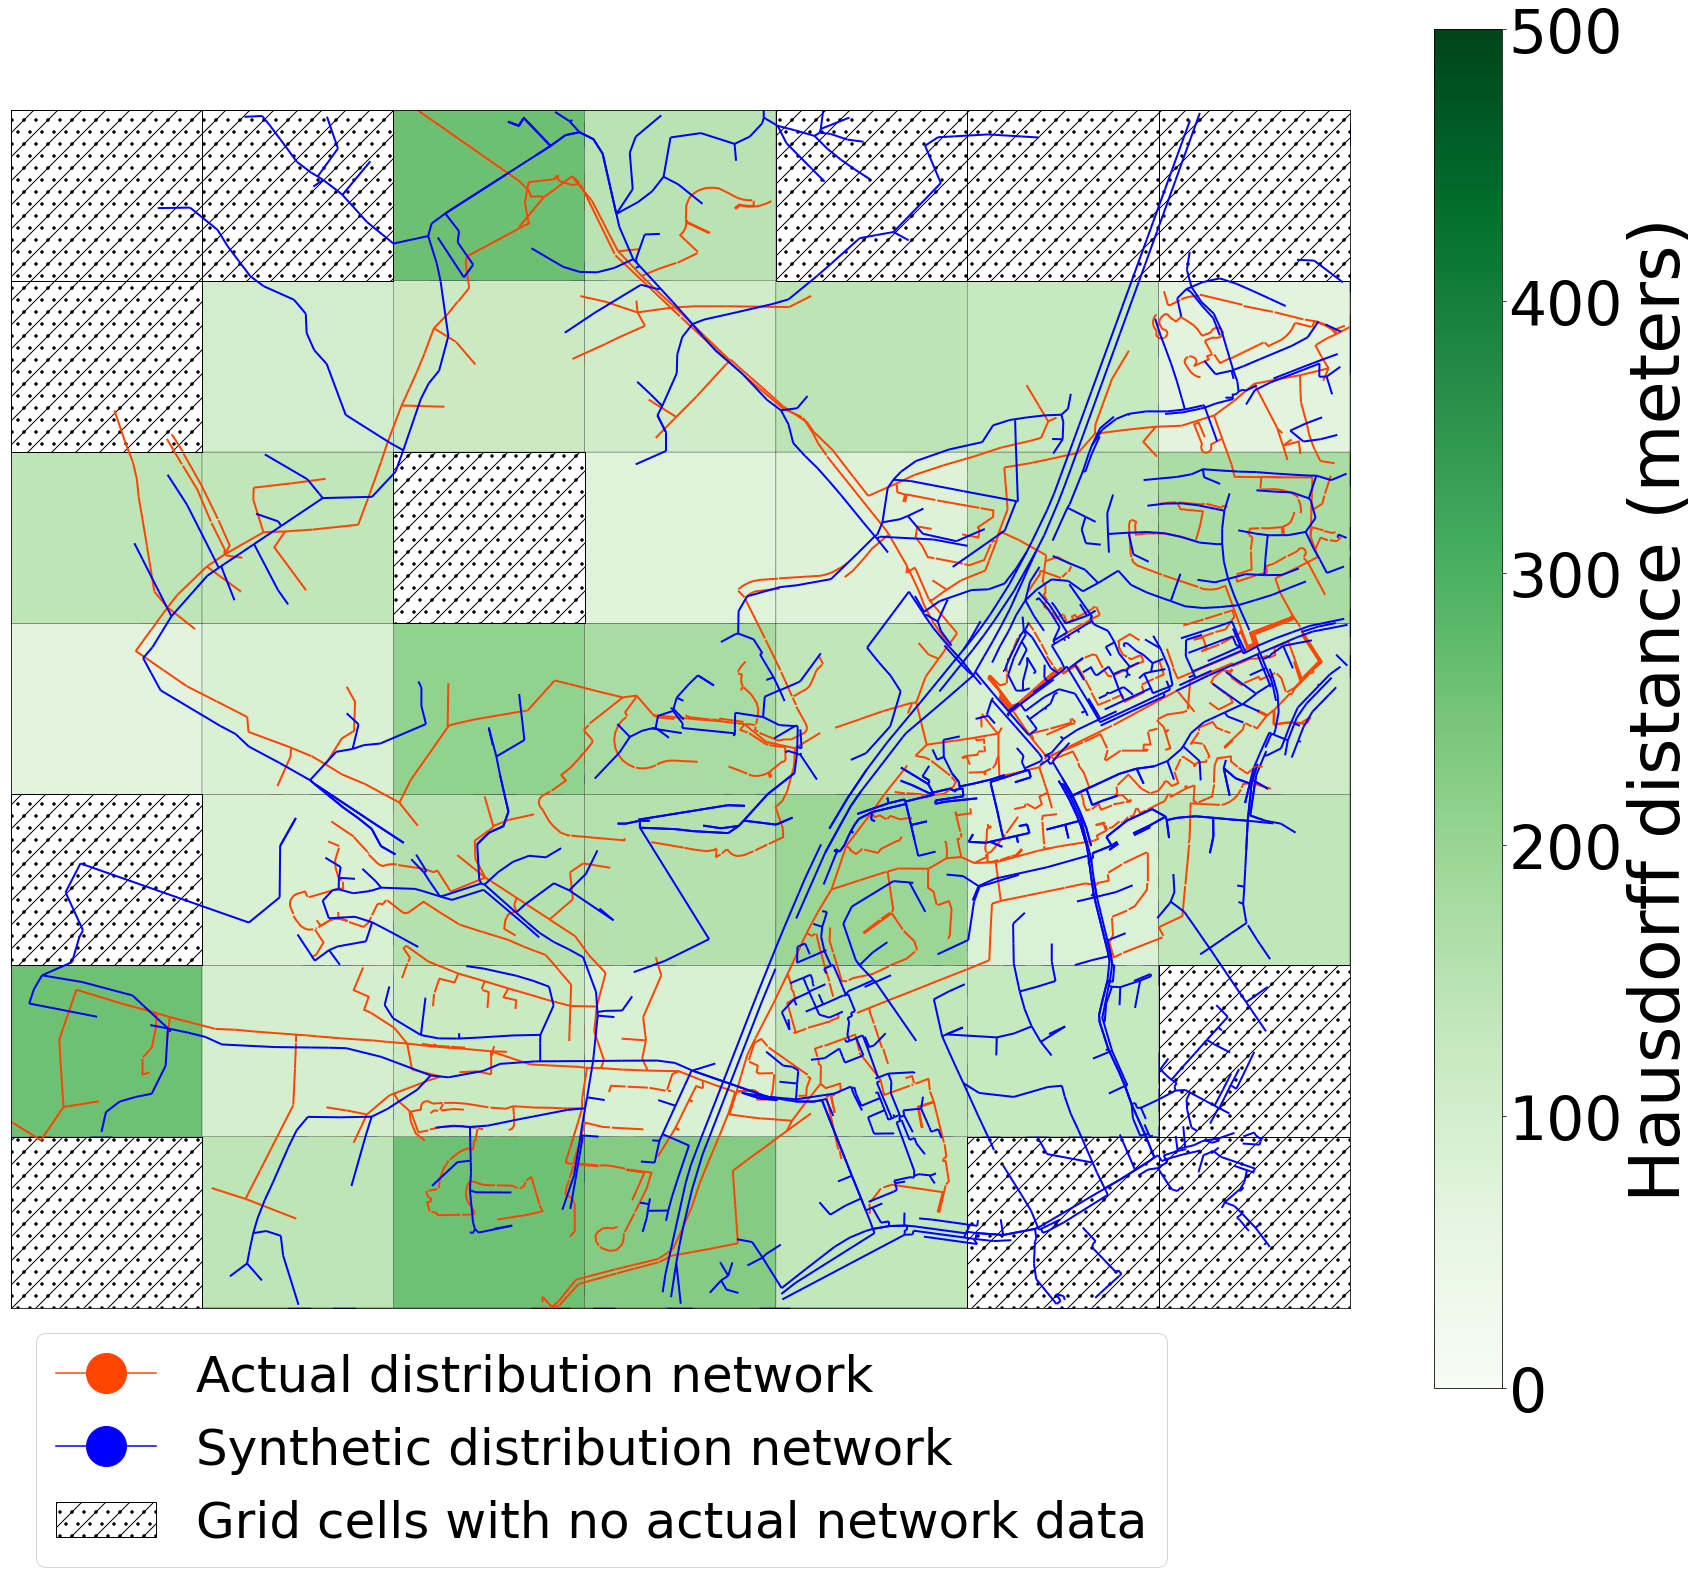 500
400
300
200
100
0
Hausdorff distance (meters)
Actual distribution network
Synthetic distribution network
Grid cells with no actual network data